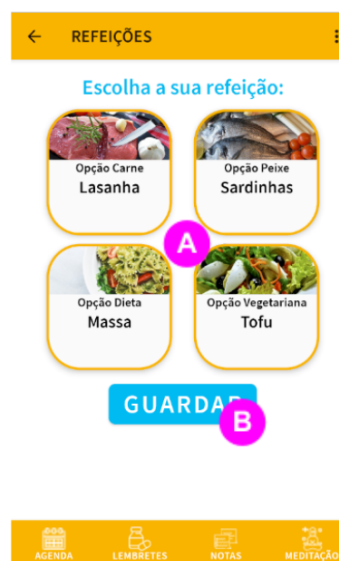 REFEIÇÕES
Escolha a sua refeição:
Opção Carne
Lasanha
Opção Peixe
Sardinhas
A
Opção Dieta
Massa
Opção Vegetariana
Tofu
GUARDAR
B
AGENDA
LEMBRETES
NOTAS
MEDITAÇÃO